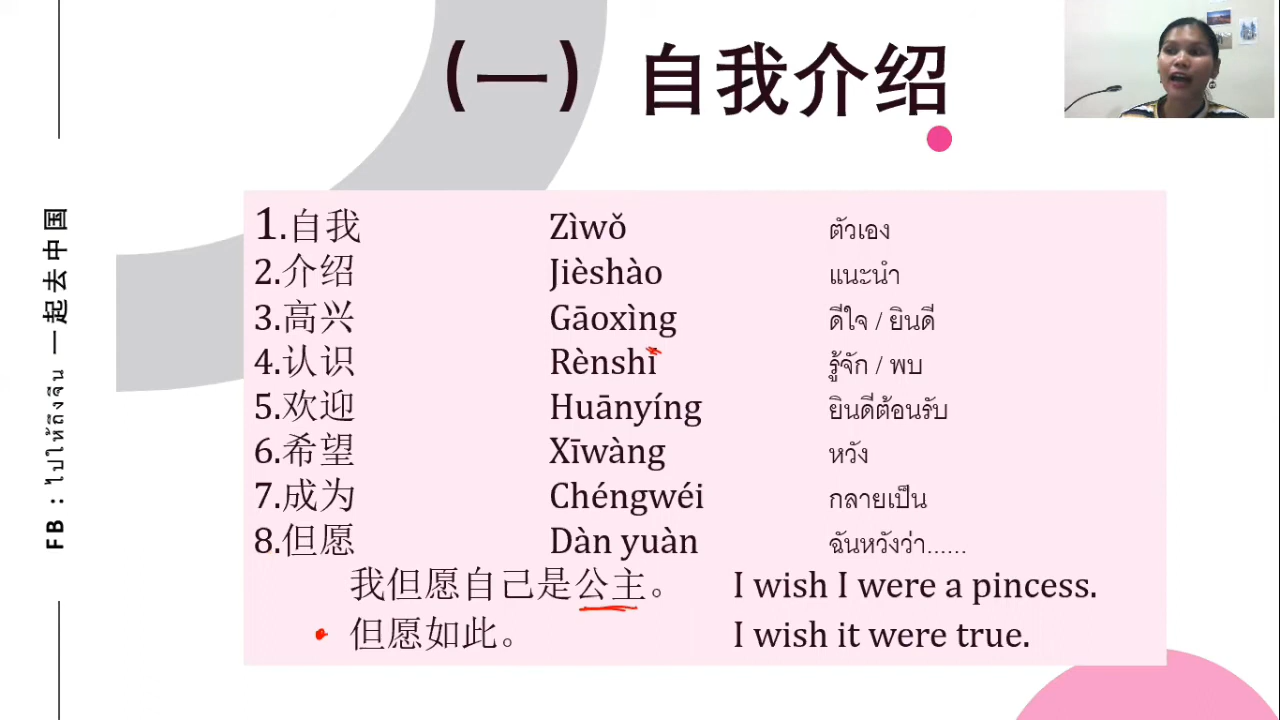 (一) 自我介绍
FB : ไปให้ถึงจีน 一起去中国
1.自我 Zìwǒ ตัวเอง
2.介绍 Jièshào แนะนำ
3.高兴 Gāoxìng ดีใจ / ยินดี
4.认识 Rènshi รู้จัก / พบ
5.欢迎 Huānyíng ยินดีต้อนรับ
6.希望 Xīwàng หวัง
7.成为 Chéngwéi กลายเป็น
8.但愿 Dàn yuàn ฉันหวังว่า......
我但愿自己是公主。 I wish I were a pincess.
但愿如此。 I wish it were true.